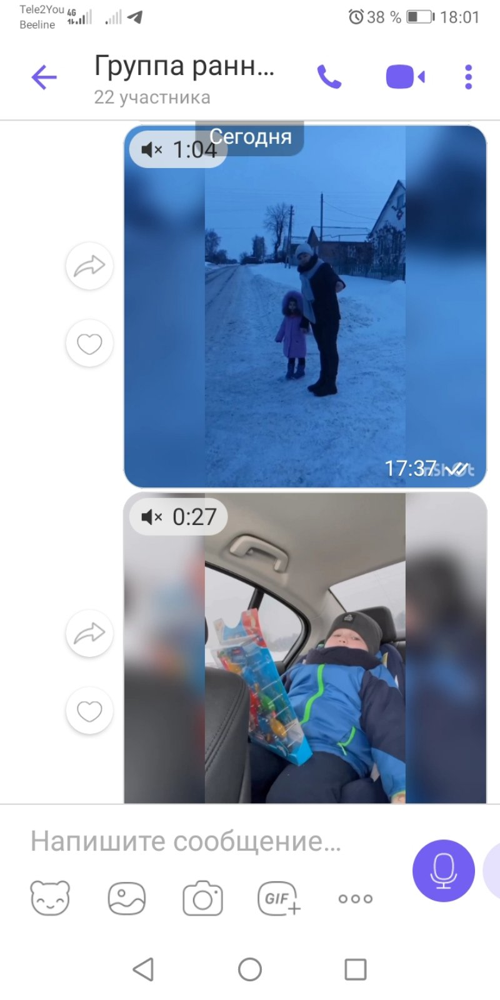 Tele2You 4G
Beeline
38 % 18:01
Группа ранн...
22 участника
Сегодня
1:04
17:37
InShOt
0:27
Напишите сообщение...
GIF